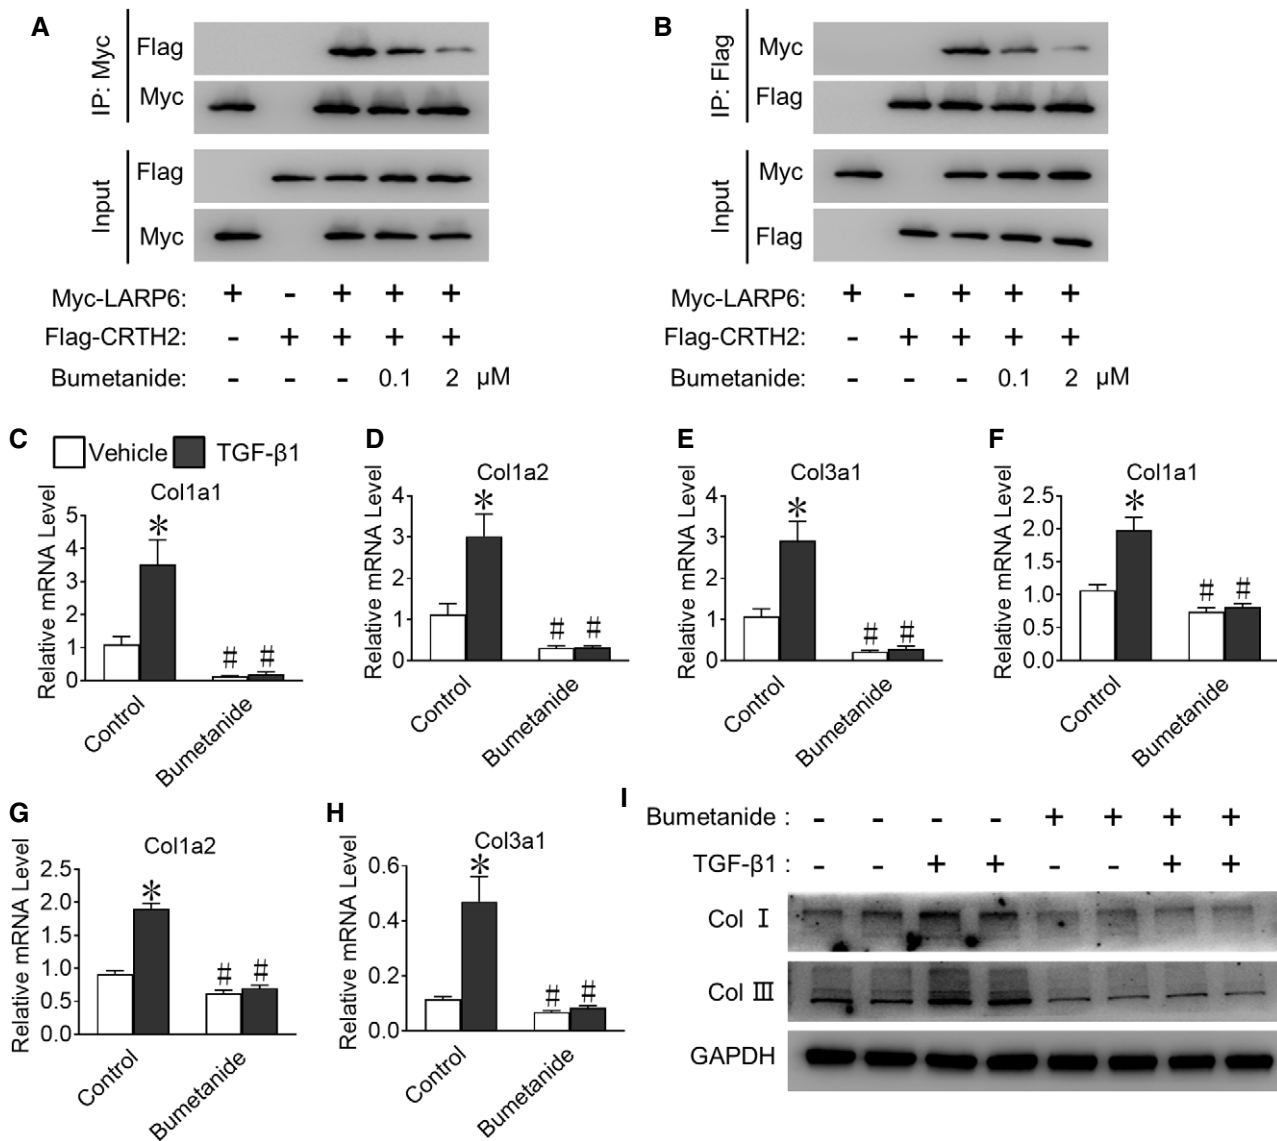 A
IP: Myc
Flag
Myc
Input
Flag
Myc
Myc-LARP6: + - + + +
Flag-CRTH2: - + + + +
Bumetanide: - - - 0.1 2 μM
B
IP: Flag
Myc
Flag
Input
Myc
Flag
Myc-LARP6: + - + + +
Flag-CRTH2: - + + + +
Bumetanide: - - - 0.1 2 μM
C
Vehicle TGF-β1
Col1a1
Relative mRNA Level
5
4
3
2
1
0
*
# #
Control
Bumetanide
D
Col1a2
Relative mRNA Level
4
3
2
1
0
*
# #
Control
Bumetanide
E
Col3a1
Relative mRNA Level
4
3
2
1
0
*
# #
Control
Bumetanide
F
Col1a1
Relative mRNA Level
2.5
2.0
1.5
1.0
0.5
0.0
*
# #
Control
Bumetanide
G
Col1a2
Relative mRNA Level
2.5
2.0
1.5
1.0
0.5
0.0
*
# #
Control
Bumetanide
H
Col3a1
Relative mRNA Level
0.6
0.4
0.2
0.0
*
# #
Control
Bumetanide
I
Bumetanide : - - - - + + + +
TGF-β1 : - - + + - - + +
Col Ⅰ
Col Ⅲ
GAPDH